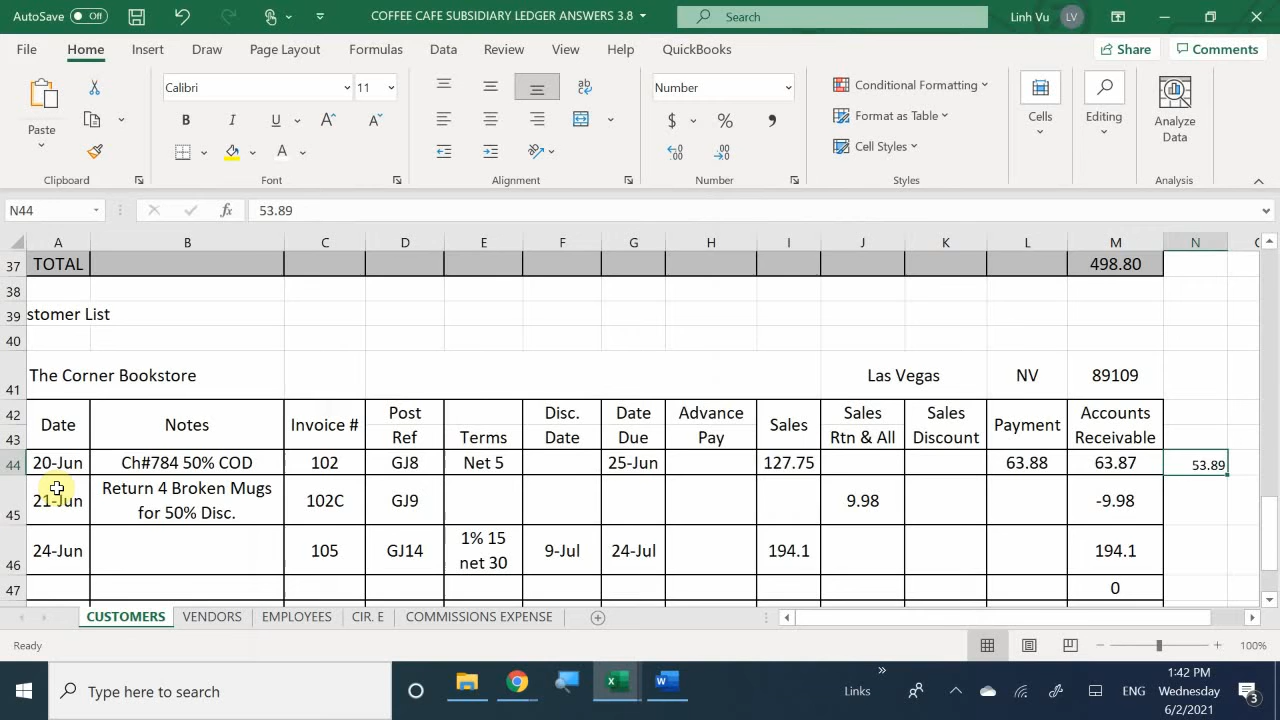 AutoSave Off COFFEE CAFE SUBSIDIARY LEDGER ANSWERS 3.8 Search Linh Vu LV
File Home Insert Draw Page Layout Formulas Data Review View Help QuickBooks Share Comments
Paste
Calibri 11
B I U A A A
ab
Number
$ %
Conditional Formatting
Format as Table
Cell Styles
Cells
Editing
Analyze
Data
Clipboard Font Alignment Number Styles Analysis
N44 fx 53.89
A B C D E F G H I J K L M N
37 TOTAL 498.80
38
39 stomer List
40
41 The Corner Bookstore Las Vegas NV 89109
42 Post Disc. Date Advance Sales Sales Accounts
Date Notes Invoice # Sales Payment
43 Ref Terms Date Due Pay Rtn & All Discount Receivable
44 20-Jun Ch#784 50% COD 102 GJ8 Net 5 25-Jun 127.75 63.88 63.87 53.89
Return 4 Broken Mugs
45 21-Jun for 50% Disc. 102C GJ9 9.98 -9.98
1% 15
46 24-Jun 105 GJ14 net 30 9-Jul 24-Jul 194.1 194.1
47 0
CUSTOMERS VENDORS EMPLOYEES CIR. E COMMISSIONS EXPENSE
Ready 100%
Type here to search
Links
ENG
1:42 PM
Wednesday
6/2/2021
3